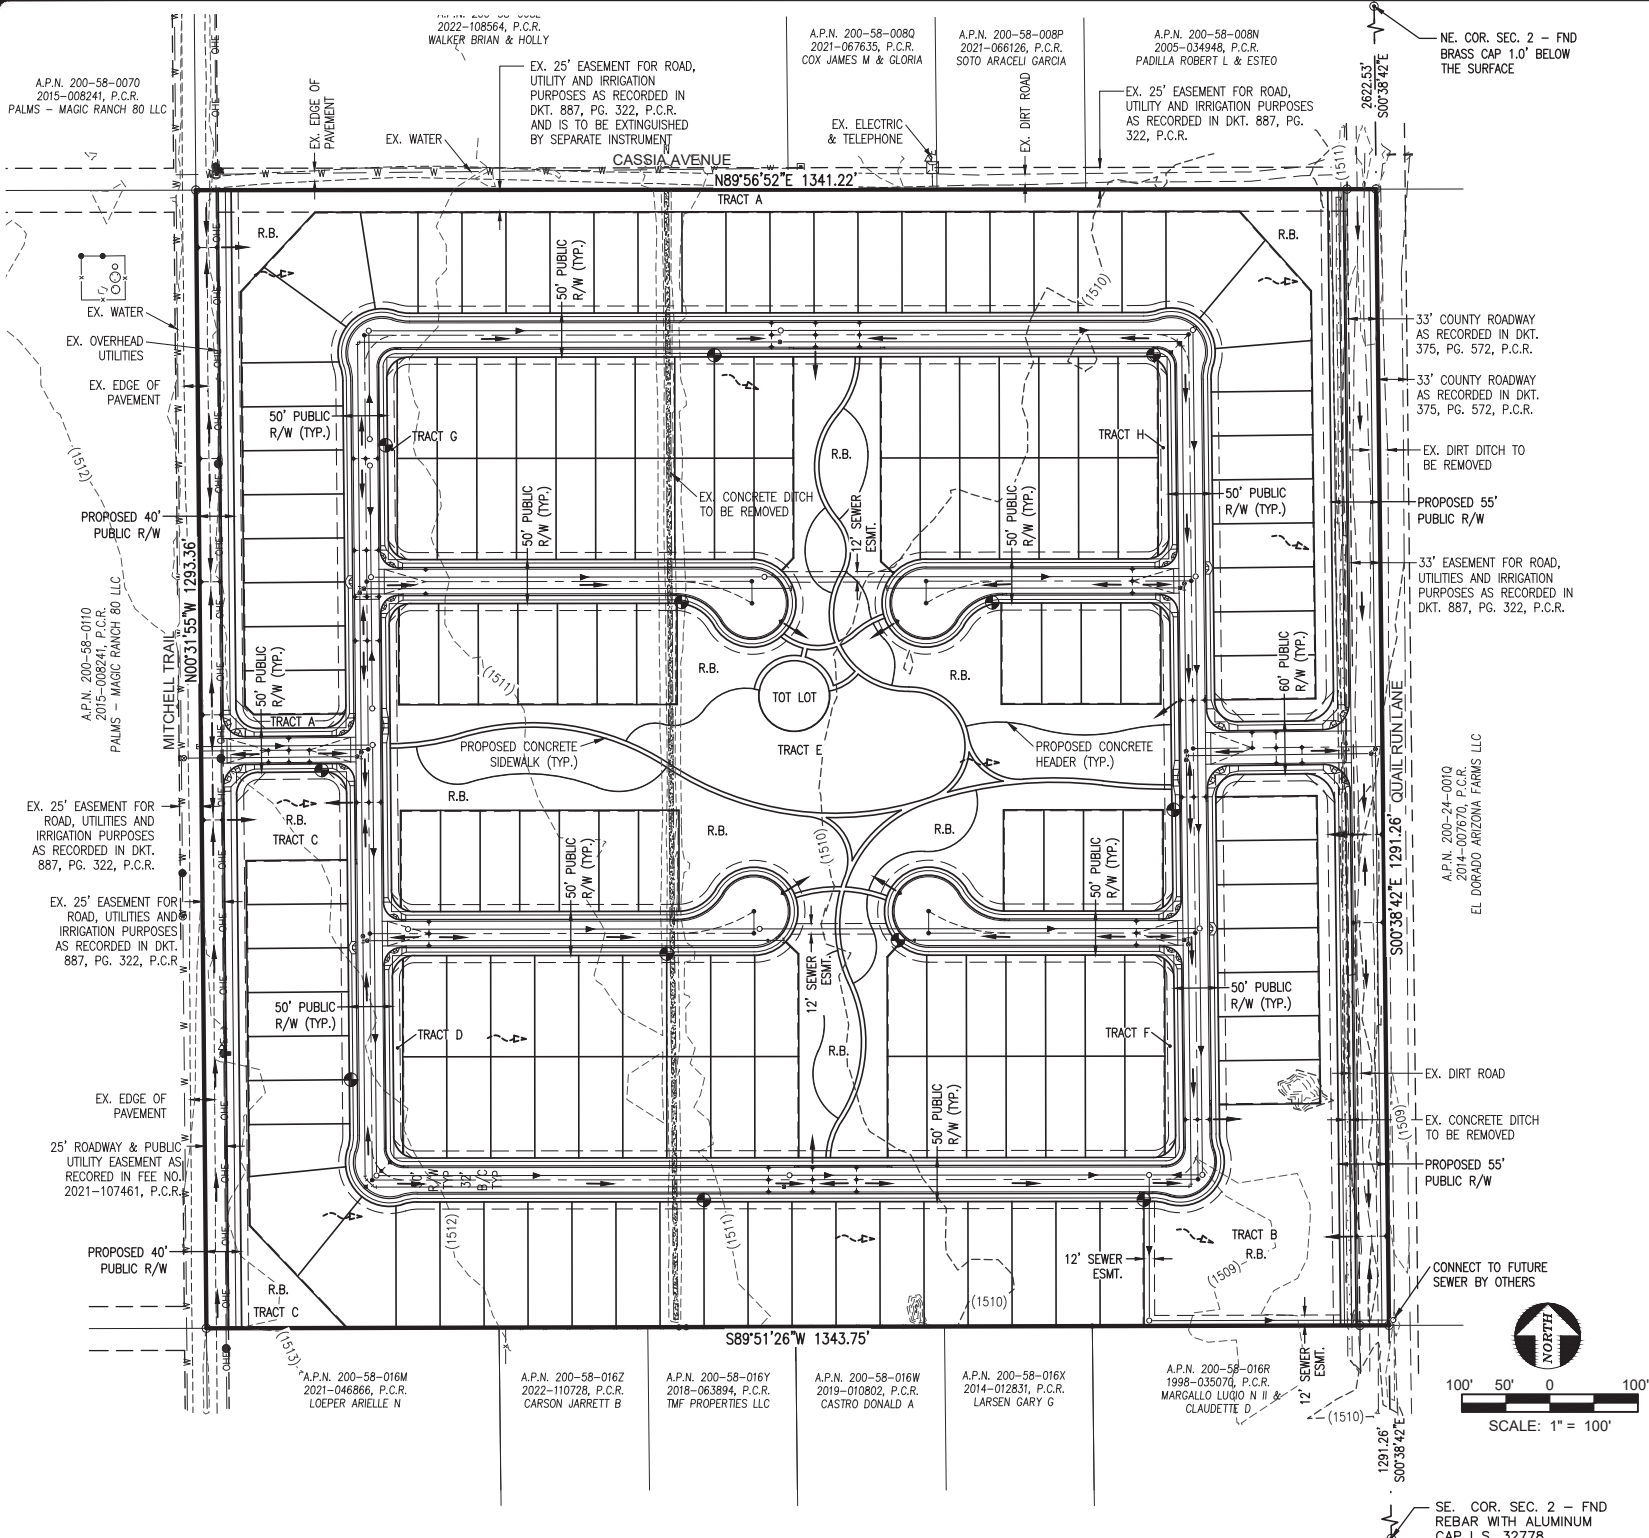 2022-108564, P.C.R.
WALKER BRIAN & HOLLY
A.P.N. 200-58-008Q
2021-067635, P.C.R.
COX JAMES M & GLORIA
A.P.N. 200-58-008P
2021-066126, P.C.R.
SOTO ARACELI GARCIA
A.P.N. 200-58-008N
2005-034948, P.C.R.
PADILLA ROBERT L & ESTEO
2622.53'
S00°38'42"E
NE. COR. SEC. 2 - FND
BRASS CAP 1.0' BELOW
THE SURFACE
A.P.N. 200-58-0070
2015-008241, P.C.R.
PALMS - MAGIC RANCH 80 LLC
OHE
EX. EDGE OF
PAVEMENT
EX. WATER
EX. 25' EASEMENT FOR ROAD,
UTILITY AND IRRIGATION
PURPOSES AS RECORDED IN
DKT. 887, PG. 322, P.C.R.
AND IS TO BE EXTINGUISHED
BY SEPARATE INSTRUMENT
EX. ELECTRIC
& TELEPHONE
EX. DIRT ROAD
EX. 25' EASEMENT FOR ROAD,
UTILITY AND IRRIGATION PURPOSES
AS RECORDED IN DKT. 887, PG.
322, P.C.R.
(1511)
CASSIA AVENUE
N89°56'52"E 1341.22'
TRACT A
R.B.
R.B.
50' PUBLIC
R/W (TYP.)
(1510)
EX. WATER
EX. OVERHEAD
UTILITIES
EX. EDGE OF
PAVEMENT
33' COUNTY ROADWAY
AS RECORDED IN DKT.
375, PG. 572, P.C.R.
33' COUNTY ROADWAY
AS RECORDED IN DKT.
375, PG. 572, P.C.R.
50' PUBLIC
R/W (TYP.)
TRACT G
R.B.
TRACT H
EX. DIRT DITCH TO
BE REMOVED
(1512)
PROPOSED 40'
PUBLIC R/W
50' PUBLIC
R/W (TYP.)
EX. CONCRETE DITCH
TO BE REMOVED
12' SEWER
ESMT.
50' PUBLIC
R/W (TYP.)
50' PUBLIC
R/W (TYP.)
PROPOSED 55'
PUBLIC R/W
33' EASEMENT FOR ROAD,
UTILITIES AND IRRIGATION
PURPOSES AS RECORDED IN
DKT. 887, PG. 322, P.C.R.
A.P.N. 200-58-0110
2015-008241, P.C.R.
PALMS - MAGIC RANCH 80 LLC
MITCHELL TRAIL
N00°31'55"W 1293.36'
50' PUBLIC
R/W (TYP.)
TRACT A
(1511)
R.B.
R.B.
TOT LOT
TRACT E
60' PUBLIC
R/W (TYP.)
PROPOSED CONCRETE
SIDEWALK (TYP.)
PROPOSED CONCRETE
HEADER (TYP.)
R.B.
S00°38'42"E 1291.26'
QUAIL RUN LANE
A.P.N. 200-24-001Q
2014-007670, P.C.R.
EL DORADO ARIZONA FARMS LLC
EX. 25' EASEMENT FOR
ROAD, UTILITIES AND
IRRIGATION PURPOSES
AS RECORDED IN DKT.
887, PG. 322, P.C.R.
R.B.
TRACT C
R.B.
(1510)
R.B.
50' PUBLIC
R/W (TYP.)
50' PUBLIC
R/W (TYP.)
EX. 25' EASEMENT FOR
ROAD, UTILITIES AND
IRRIGATION PURPOSES
AS RECORDED IN DKT.
887, PG. 322, P.C.R
12' SEWER
ESMT.
50' PUBLIC
R/W (TYP.)
50' PUBLIC
R/W (TYP.)
TRACT D
R.B.
TRACT F
EX. EDGE OF
PAVEMENT
50' PUBLIC
R/W (TYP.)
EX. DIRT ROAD
(1509)
EX. CONCRETE DITCH
TO BE REMOVED
25' ROADWAY & PUBLIC
UTILITY EASEMENT AS
RECORED IN FEE NO.
2021-107461, P.C.R.
R/W
TYP
32'
B/C
TYP
PROPOSED 55'
PUBLIC R/W
PROPOSED 40'
PUBLIC R/W
(1512)
(1511)
TRACT B
R.B.
12' SEWER
ESMT.
(1509)
CONNECT TO FUTURE
SEWER BY OTHERS
R.B.
TRACT C
(1510)
(1513)
S89°51'26"W 1343.75'
A.P.N. 200-58-016M
2021-046866, P.C.R.
LOEPER ARIELLE N
A.P.N. 200-58-016Z
2022-110728, P.C.R.
CARSON JARRETT B
A.P.N. 200-58-016Y
2018-063894, P.C.R.
TMF PROPERTIES LLC
A.P.N. 200-58-016W
2019-010802, P.C.R.
CASTRO DONALD A
A.P.N. 200-58-016X
2014-012831, P.C.R.
LARSEN GARY G
A.P.N. 200-58-016R
1998-035070, P.C.R.
MARGALLO LUCIO N II &
CLAUDETTE D
12' SEWER
ESMT.
(1510)
NORTH
100' 50' 0 100'
SCALE: 1" = 100'
1291.26'
S00°38'42"E
SE. COR. SEC. 2 - FND
REBAR WITH ALUMINUM
CAP L.S. 32778